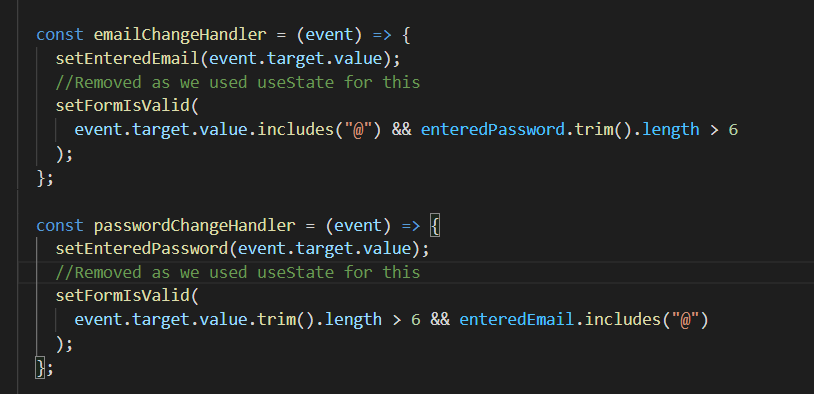 const emailChangeHandler = (event) => {
setEnteredEmail(event.target.value);
//Removed as we used useState for this
setFormIsValid(
event.target.value.includes("@") && enteredPassword.trim().length > 6
);
};
const passwordChangeHandler = (event) => {
setEnteredPassword(event.target.value);
//Removed as we used useState for this
setFormIsValid(
event.target.value.trim().length > 6 && enteredEmail.includes("@")
);
};